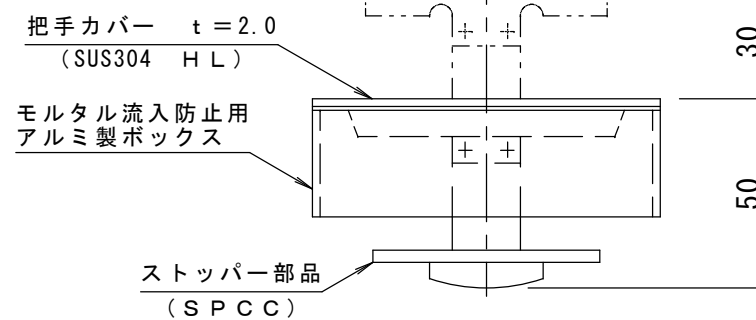 把手カバー ｔ＝2.0
(SUS304 ＨＬ)
モルタル流入防止用
アルミ製ボックス
ストッパー部品
(ＳＰＣＣ)
30
50